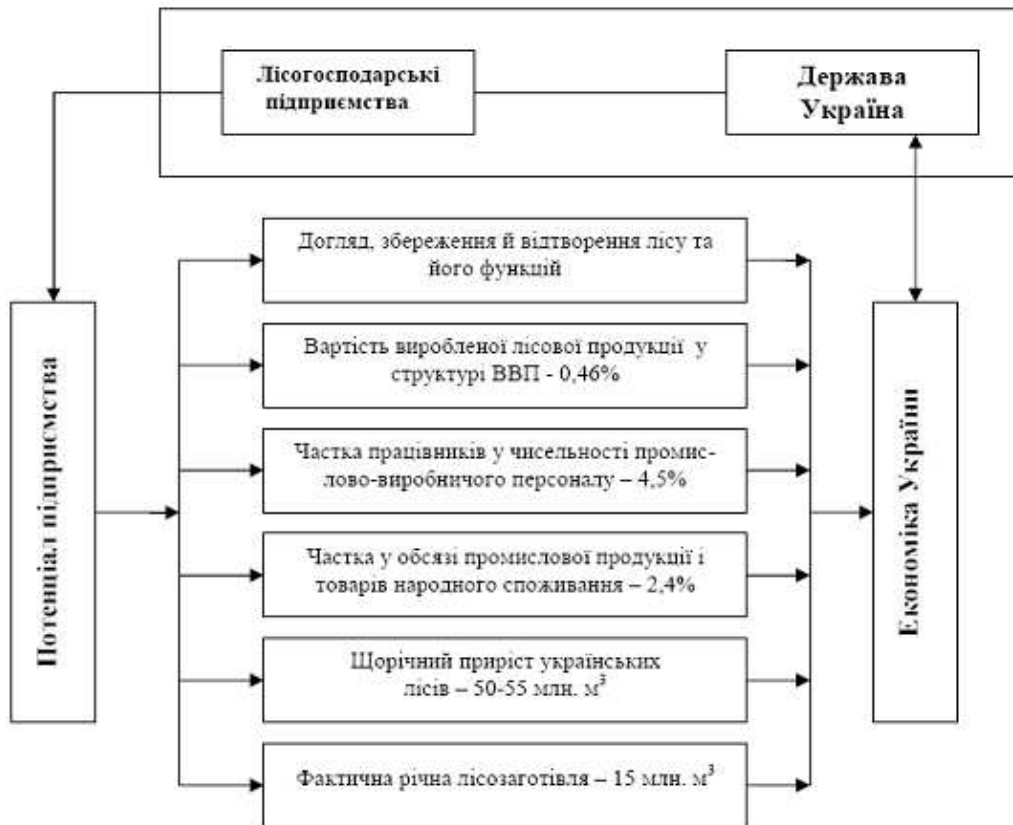 Лісогосподарські
підприємства
Держава
Україна
Догляд, збереження й відтворення лісу та
його функцій
Вартість виробленої лісової продукції у
структурі ВВП - 0,46%
Частка працівників у чисельності промис-
лово-виробничого персоналу – 4,5%
Частка у обсязі промислової продукції і
товарів народного споживання – 2,4%
Щорічний приріст українських
лісів – 50-55 млн. м³
Фактична річна лісозаготівля – 15 млн. м³
Потенціал підприємства
Економіка України